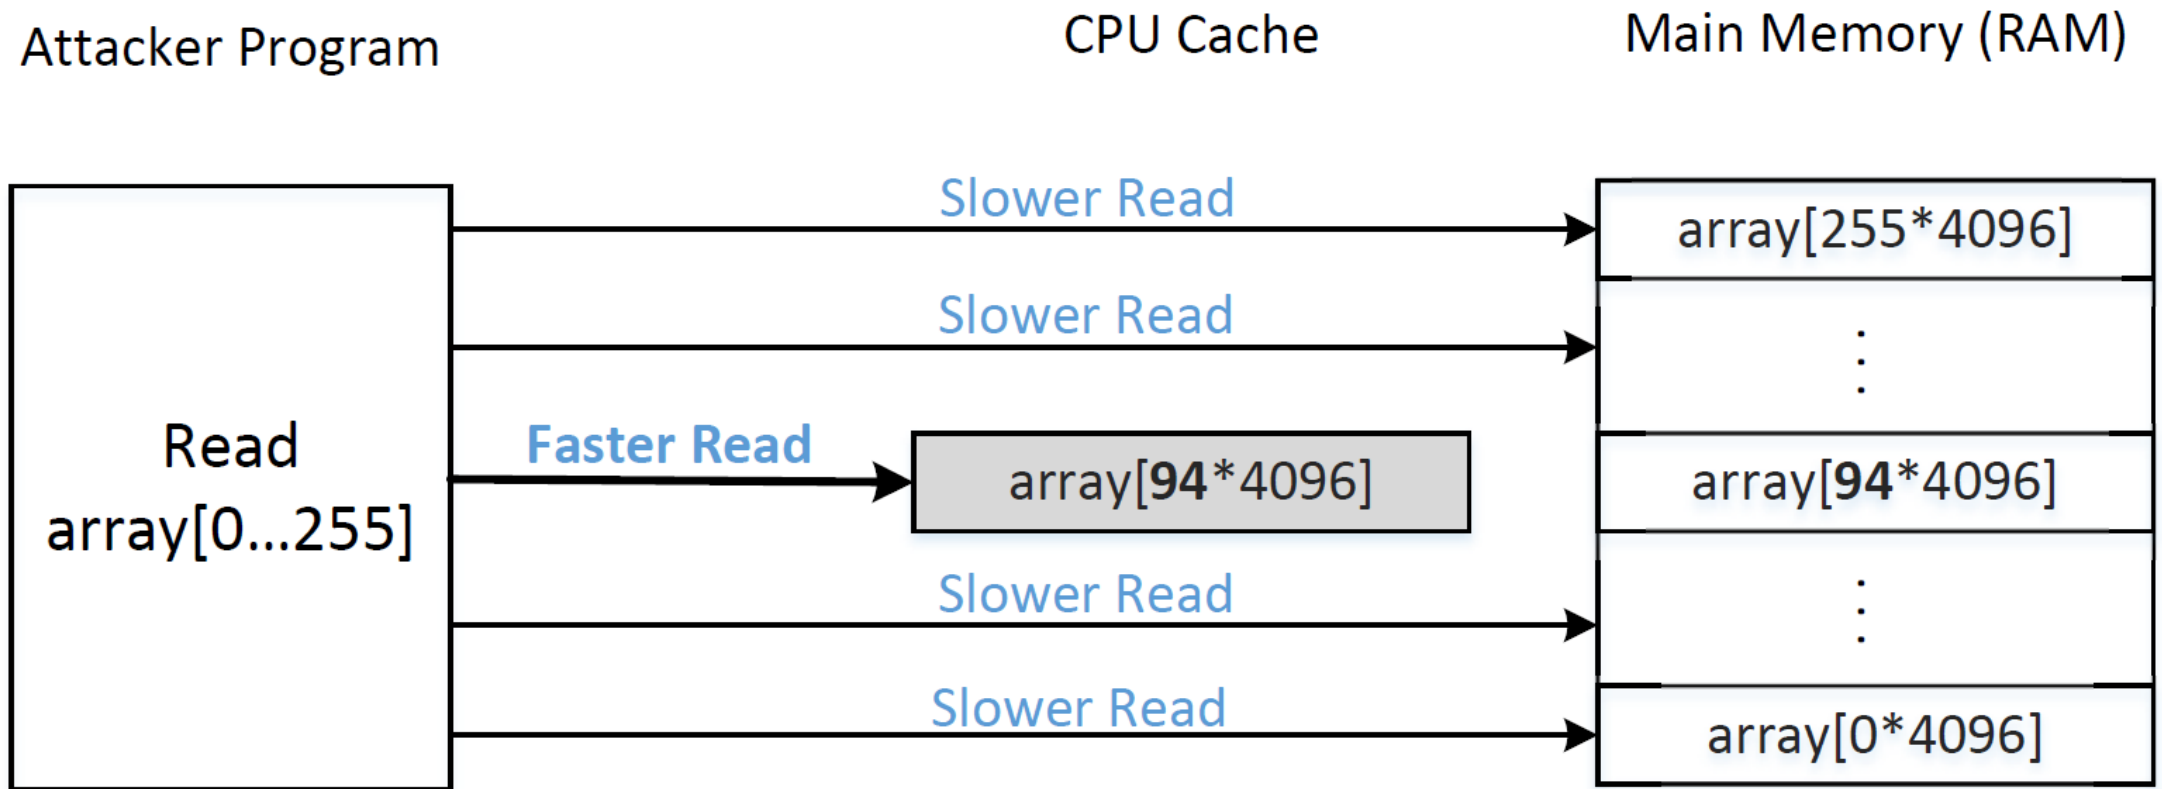 Attacker Program
CPU Cache
Main Memory (RAM)
Slower Read
array[255*4096]
Slower Read
⋮
Read
array[0...255]
Faster Read
array[94*4096]
array[94*4096]
Slower Read
⋮
Slower Read
array[0*4096]